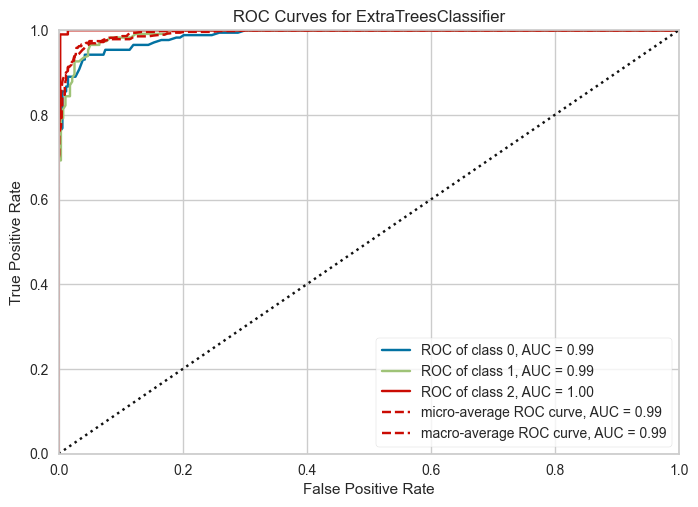 ROC Curves for ExtraTreesClassifier
True Positive Rate
1.0
0.8
0.6
0.4
0.2
0.0
ROC of class 0, AUC = 0.99
ROC of class 1, AUC = 0.99
ROC of class 2, AUC = 1.00
micro-average ROC curve, AUC = 0.99
macro-average ROC curve, AUC = 0.99
0.0 0.2 0.4 0.6 0.8 1.0
False Positive Rate